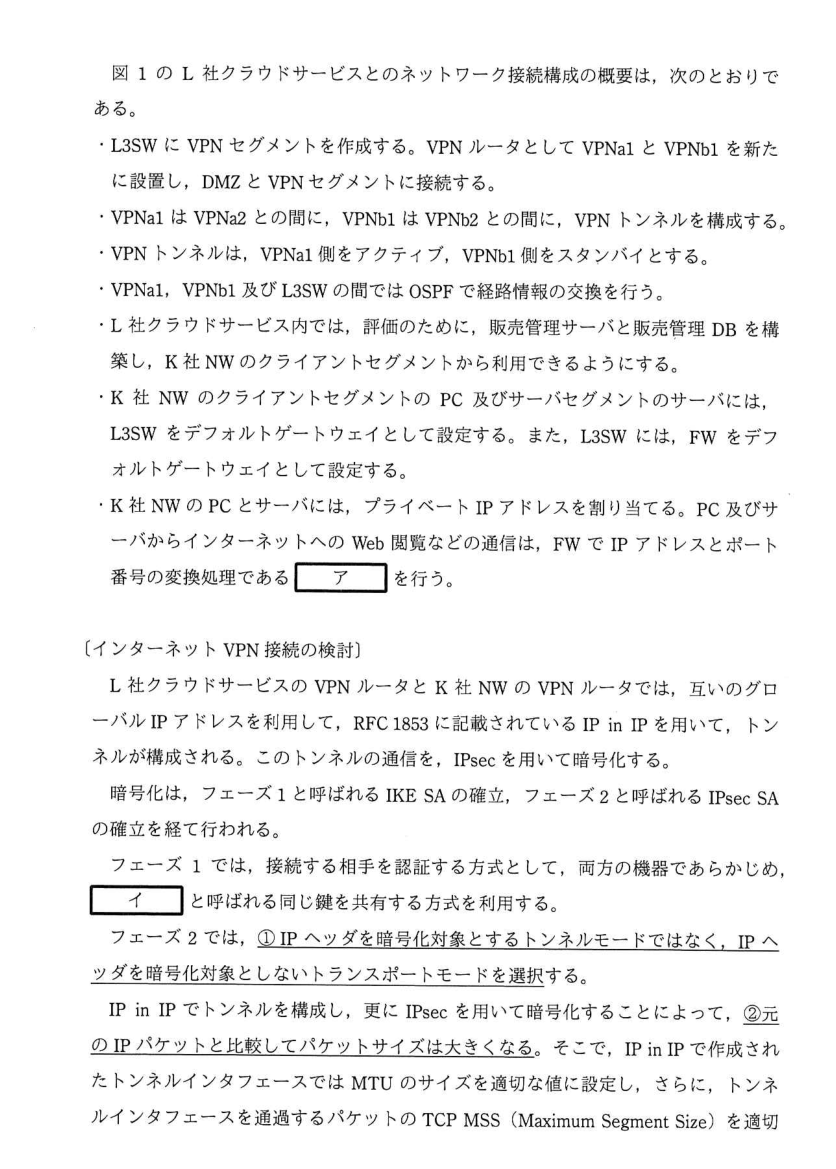 図 1 の L 社クラウドサービスとのネットワーク接続構成の概要は，次のとおりで
ある。
・L3SW に VPN セグメントを作成する。VPN ルータとして VPNa1 と VPNb1 を新た
に設置し，DMZ と VPN セグメントに接続する。
・VPNa1 は VPNa2 との間に，VPNb1 は VPNb2 との間に，VPN トンネルを構成する。
・VPN トンネルは，VPNa1 側をアクティブ，VPNb1 側をスタンバイとする。
・VPNa1，VPNb1 及び L3SW の間では OSPF で経路情報の交換を行う。
・L 社クラウドサービス内では，評価のために，販売管理サーバと販売管理 DB を構
築し，K 社 NW のクライアントセグメントから利用できるようにする。
・K 社 NW のクライアントセグメントの PC 及びサーバセグメントのサーバには，
L3SW をデフォルトゲートウェイとして設定する。また，L3SW には，FW をデフ
ォルトゲートウェイとして設定する。
・K 社 NW の PC とサーバには，プライベート IP アドレスを割り当てる。PC 及びサ
ーバからインターネットへの Web 閲覧などの通信は，FW で IP アドレスとポート
番号の変換処理である ア を行う。
〔インターネット VPN 接続の検討〕
L 社クラウドサービスの VPN ルータと K 社 NW の VPN ルータでは，互いのグロ
ーバル IP アドレスを利用して，RFC 1853 に記載されている IP in IP を用いて，トン
ネルが構成される。このトンネルの通信を，IPsec を用いて暗号化する。
暗号化は，フェーズ 1 と呼ばれる IKE SA の確立，フェーズ 2 と呼ばれる IPsec SA
の確立を経て行われる。
フェーズ 1 では，接続する相手を認証する方式として，両方の機器であらかじめ，
イ と呼ばれる同じ鍵を共有する方式を利用する。
フェーズ 2 では，① IP ヘッダを暗号化対象とするトンネルモードではなく，IP ヘ
ッダを暗号化対象としないトランスポートモードを選択する。
IP in IP でトンネルを構成し，更に IPsec を用いて暗号化することによって，②元
の IP パケットと比較してパケットサイズは大きくなる。そこで，IP in IP で作成され
たトンネルインタフェースでは MTU のサイズを適切な値に設定し，さらに，トンネ
ルインタフェースを通過するパケットの TCP MSS（Maximum Segment Size）を適切